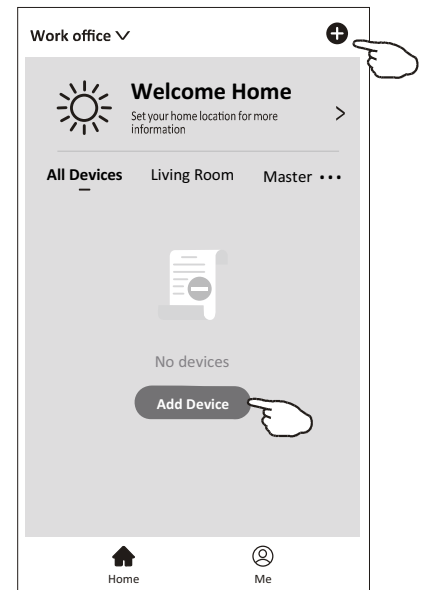 Work office
Welcome Home
Set your home location for more
information
All Devices Living Room Master ...
No devices
Add Device
Home Me